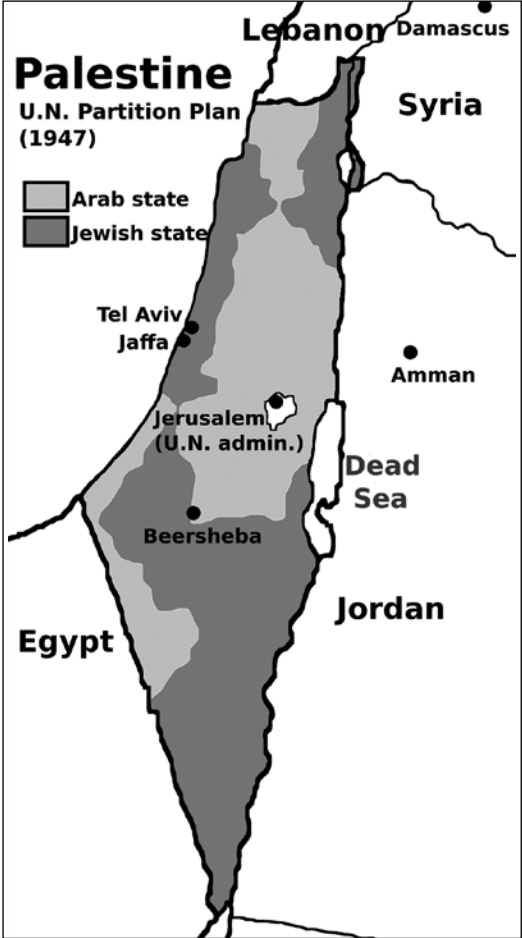 Lebanon
Damascus
Palestine
U.N. Partition Plan
(1947)
Syria
Arab state
Jewish state
Tel Aviv
Jaffa
Amman
Jerusalem
(U.N. admin.)
Dead
Sea
Beersheba
Jordan
Egypt